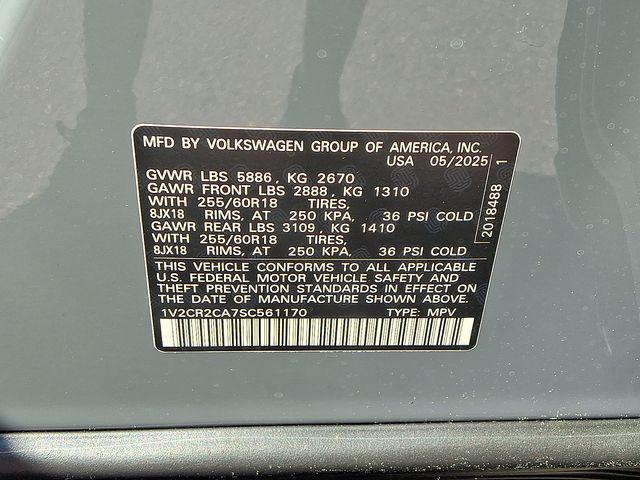 MFD BY VOLKSWAGEN GROUP OF AMERICA, INC.
USA 05/2025
1
2018488
GVWR LBS 5886, KG 2670
GAWR FRONT LBS 2888, KG 1310
WITH 255/60R18 TIRES,
8JX18 RIMS, AT 250 KPA, 36 PSI COLD
GAWR REAR LBS 3109, KG 1410
WITH 255/60R18 TIRES,
8JX18 RIMS, AT 250 KPA, 36 PSI COLD
THIS VEHICLE CONFORMS TO ALL APPLICABLE
U.S. FEDERAL MOTOR VEHICLE SAFETY AND
THEFT PREVENTION STANDARDS IN EFFECT ON
THE DATE OF MANUFACTURE SHOWN ABOVE.
1V2CR2CA7SC561170 TYPE: MPV